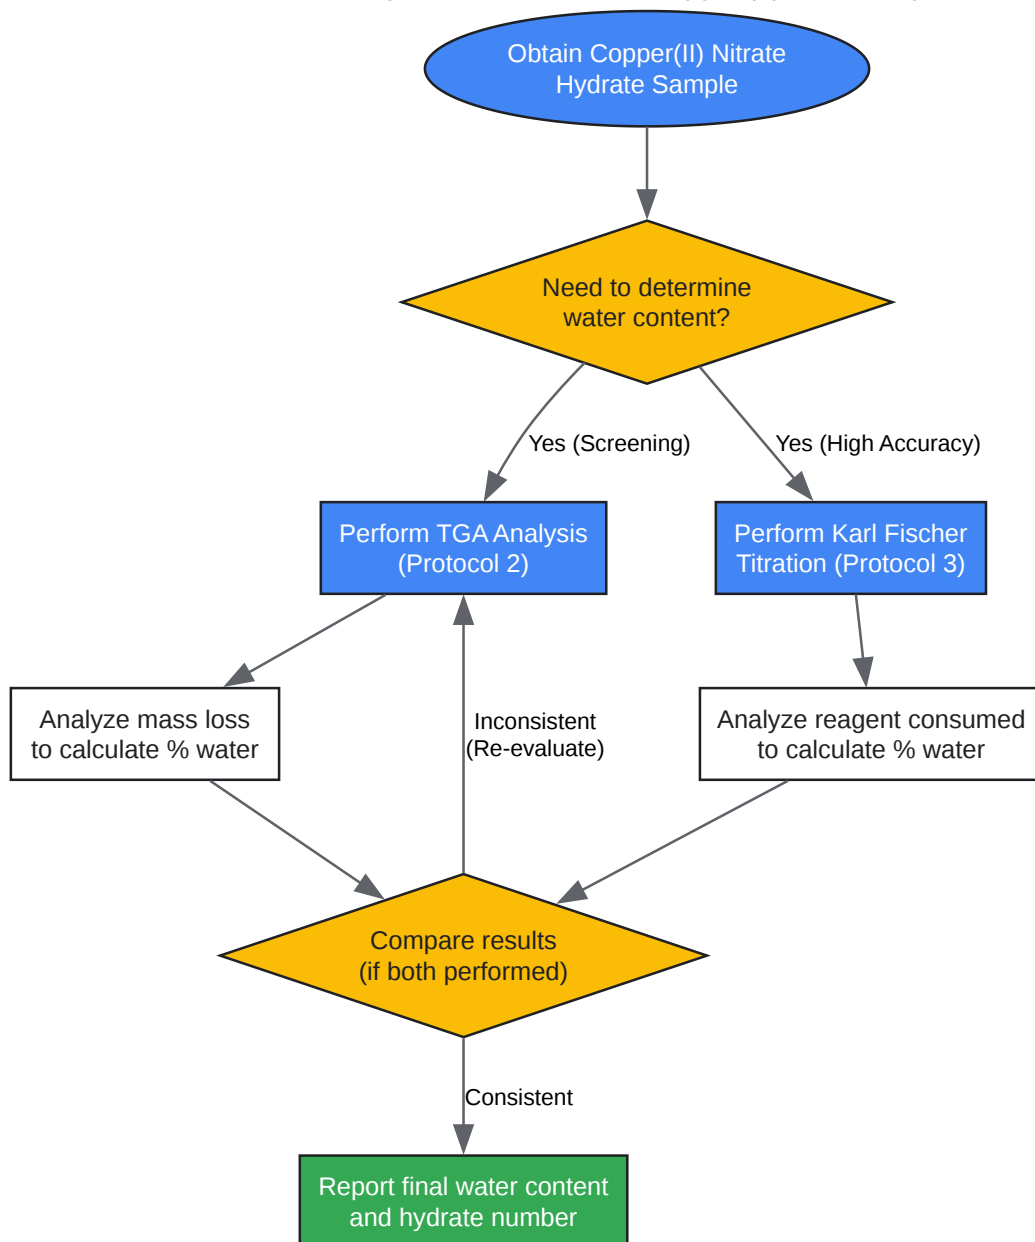 Obtain Copper(II) Nitrate
Hydrate Sample
Need to determine
water content?
Yes (Screening)
Yes (High Accuracy)
Perform TGA Analysis
(Protocol 2)
Perform Karl Fischer
Titration (Protocol 3)
Analyze mass loss
to calculate % water
Inconsistent
(Re-evaluate)
Analyze reagent consumed
to calculate % water
Compare results
(if both performed)
Consistent
Report final water content
and hydrate number